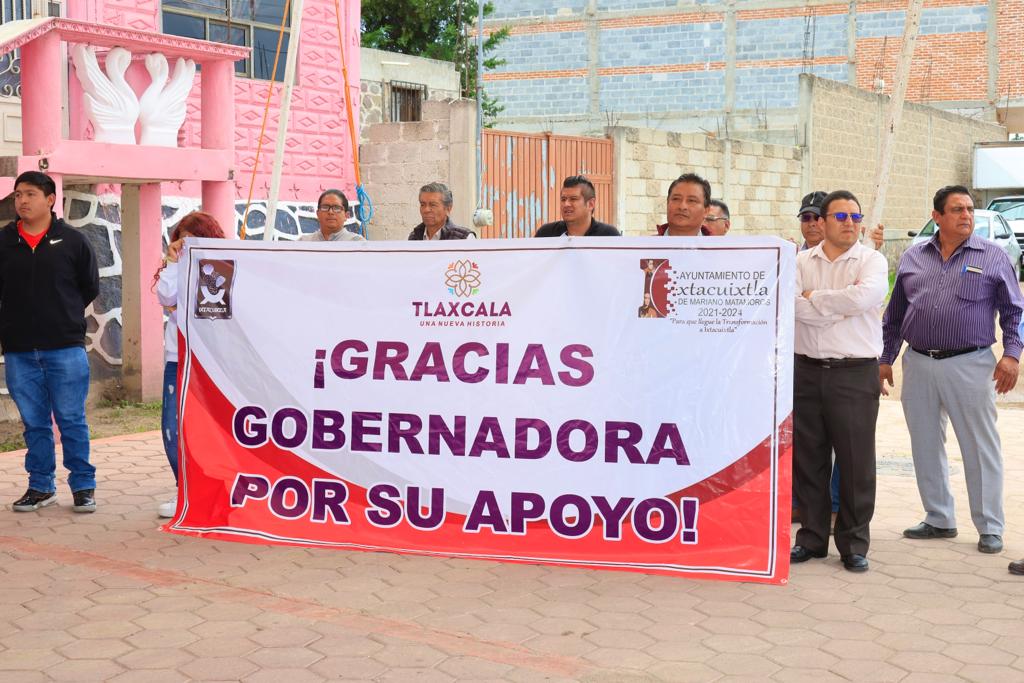 IXTACUIXTLA
TLAXCALA
UNA NUEVA HISTORIA
AYUNTAMIENTO DE
Ixtacuixtla
DE MARIANO MATAMOROS
2021-2024
"Para que llegue la Transformación
a Ixtacuixtla"
¡GRACIAS
GOBERNADORA
POR SU APOYO!